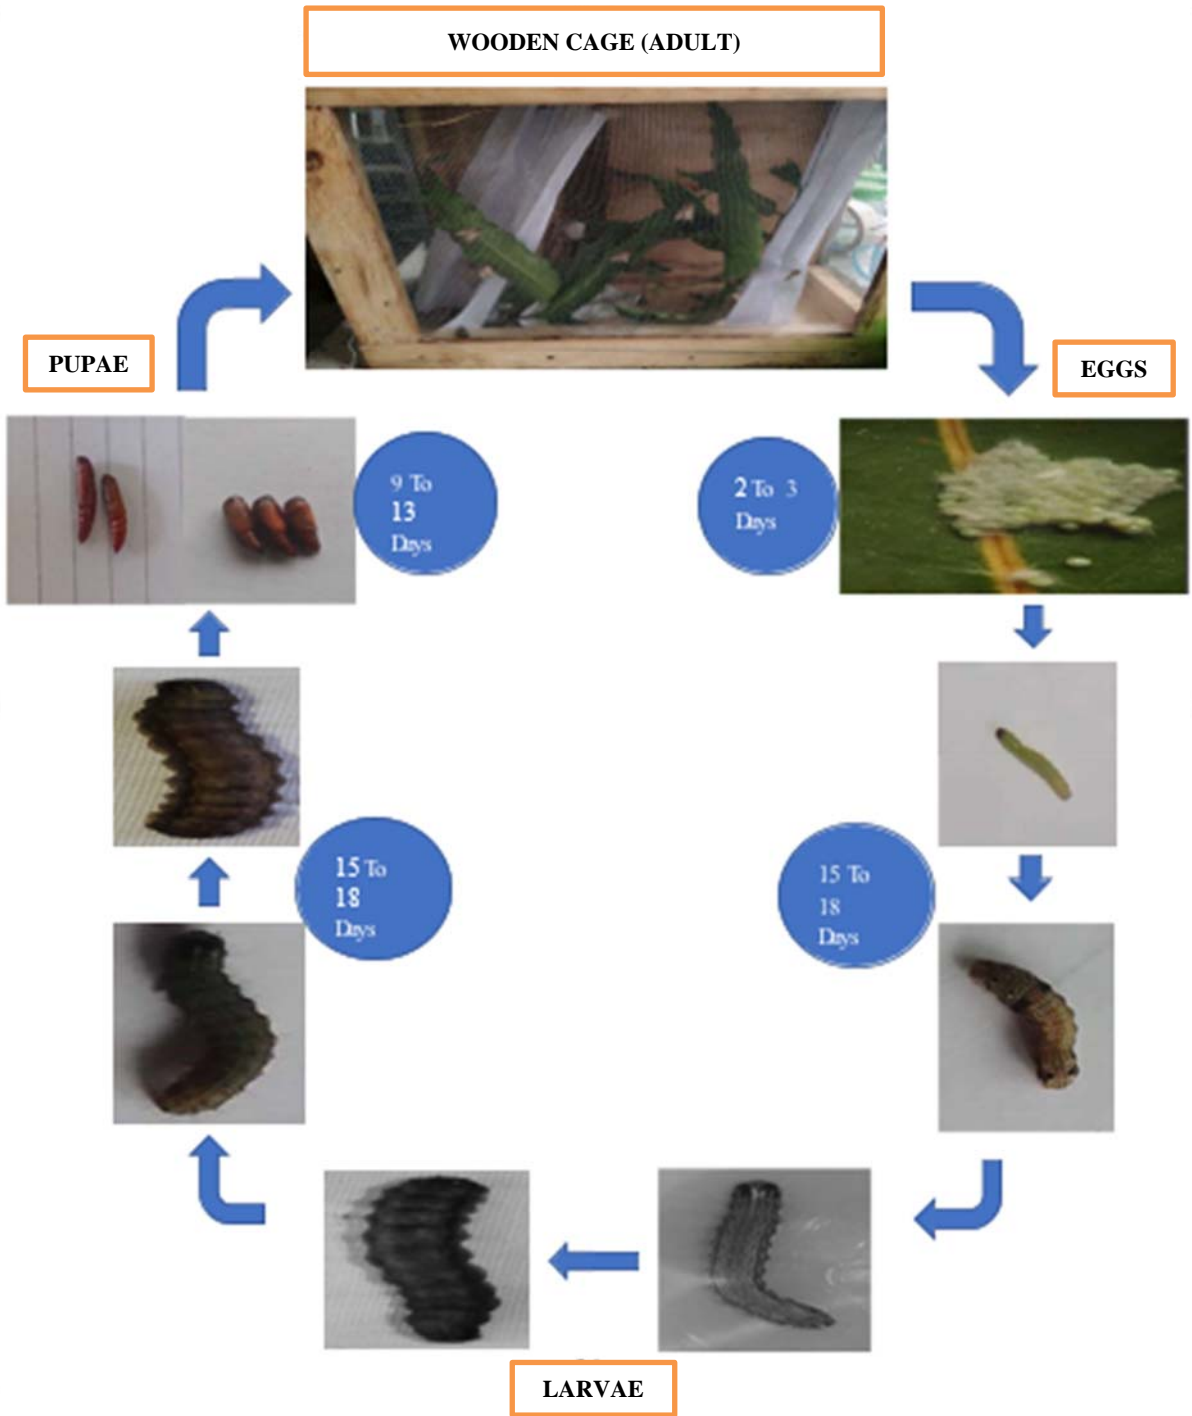 WOODEN CAGE (ADULT)
PUPAE
EGGS
9 To
13
Days
2 To 3
Days
15 To
18
Days
15 To
18
Days
LARVAE